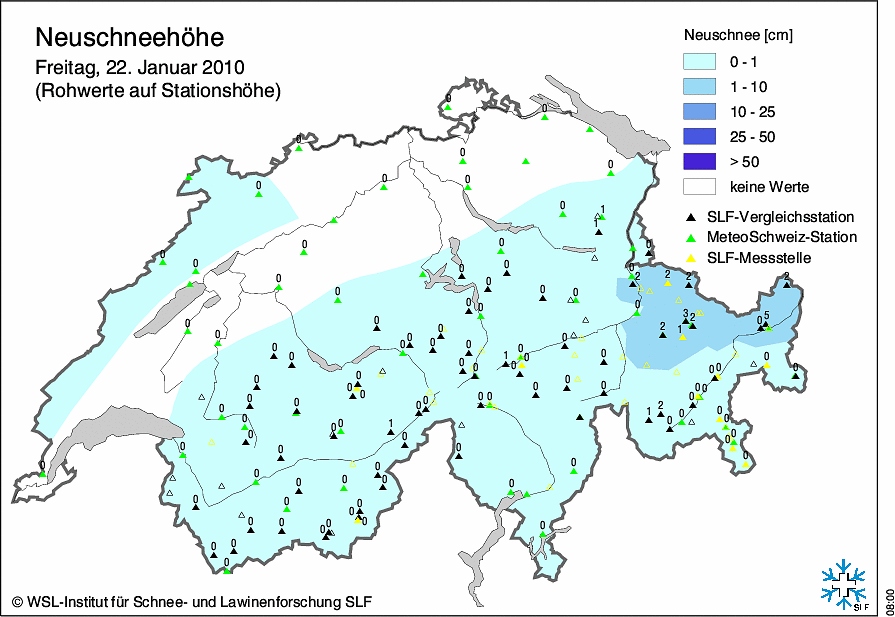 Neuschneehöhe
Freitag, 22. Januar 2010
(Rohwerte auf Stationshöhe)
Neuschnee [cm]
0 - 1
1 - 10
10 - 25
25 - 50
> 50
keine Werte
SLF-Vergleichsstation
MeteoSchweiz-Station
SLF-Messstelle
© WSL-Institut für Schnee- und Lawinenforschung SLF
SLF
08:00